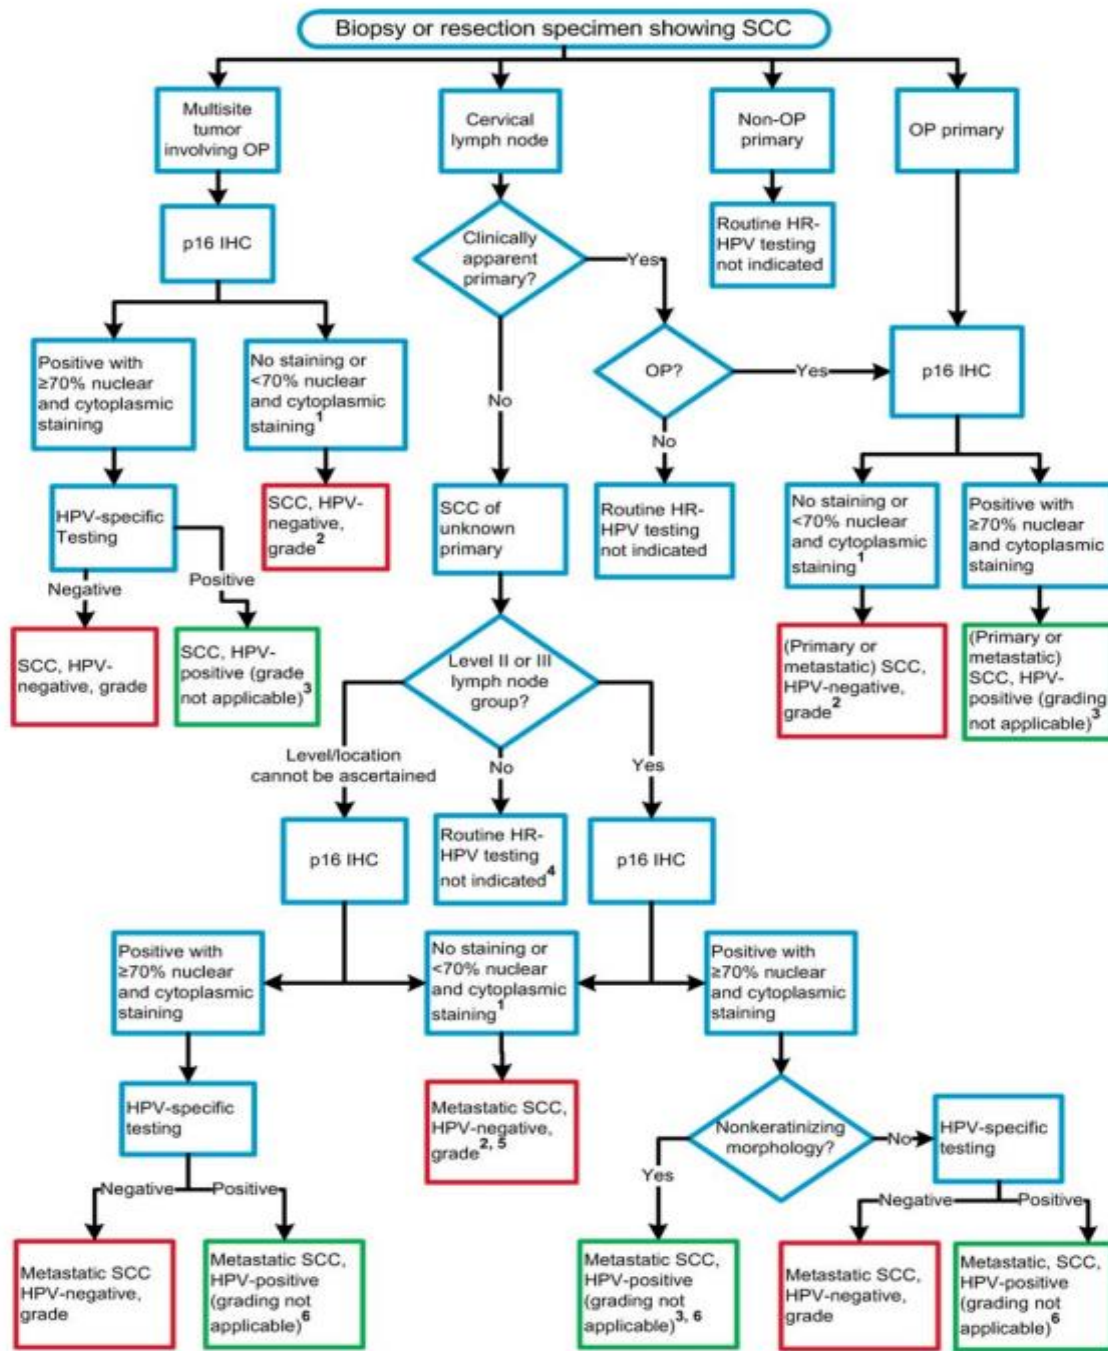 Biopsy or resection specimen showing SCC
Multisite
tumor
involving OP
Cervical
lymph node
Non-OP
primary
OP primary
p16 IHC
Clinically
apparent
primary?
Yes
Routine HR-
HPV testing
not indicated
Positive with
≥70% nuclear
and cytoplasmic
staining
No staining or
<70% nuclear
and cytoplasmic
staining1
No
OP?
Yes
p16 IHC
No
HPV-specific
Testing
SCC, HPV-
negative,
grade2
SCC of
unknown
primary
Routine HR-
HPV testing
not indicated
No staining or
<70% nuclear
and cytoplasmic
staining1
Positive with
≥70% nuclear
and cytoplasmic
staining
Negative
Positive
SCC, HPV-
negative, grade
SCC, HPV-
positive (grade
not applicable)3
Level II or III
lymph node
group?
(Primary or
metastatic) SCC,
HPV-negative,
grade2
(Primary or
metastatic)
SCC, HPV-
positive (grading
not applicable)3
Level/location
cannot be ascertained
No
Yes
p16 IHC
Routine HR-
HPV testing
not indicated4
p16 IHC
Positive with
≥70% nuclear
and cytoplasmic
staining
No staining or
<70% nuclear
and cytoplasmic
staining1
Positive with
≥70% nuclear
and cytoplasmic
staining
HPV-specific
testing
Metastatic SCC,
HPV-negative,
grade2, 5
Nonkeratinizing
morphology?
No
HPV-specific
testing
Yes
Negative
Positive
Negative
Positive
Metastatic SCC
HPV-negative,
grade
Metastatic SCC,
HPV-positive
(grading not
applicable)6
Metastatic SCC,
HPV-positive
(grading not
applicable)3, 6
Metastatic SCC,
HPV-negative,
grade
Metastatic, SCC,
HPV-positive
(grading not
applicable)6